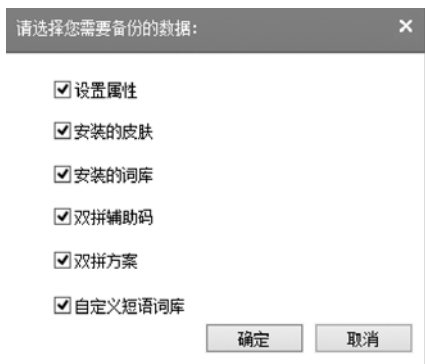 请选择您需要备份的数据:
设置属性
安装的皮肤
安装的词库
双拼辅助码
双拼方案
自定义短语词库
确定 取消